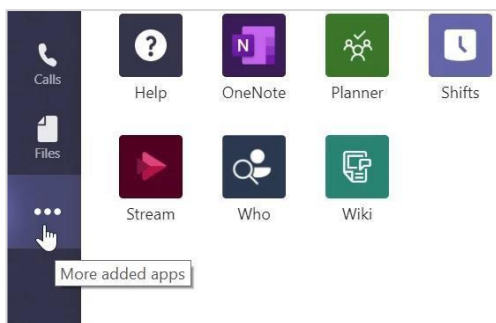 Calls
Files
Help OneNote Planner Shifts
Stream Who Wiki
More added apps